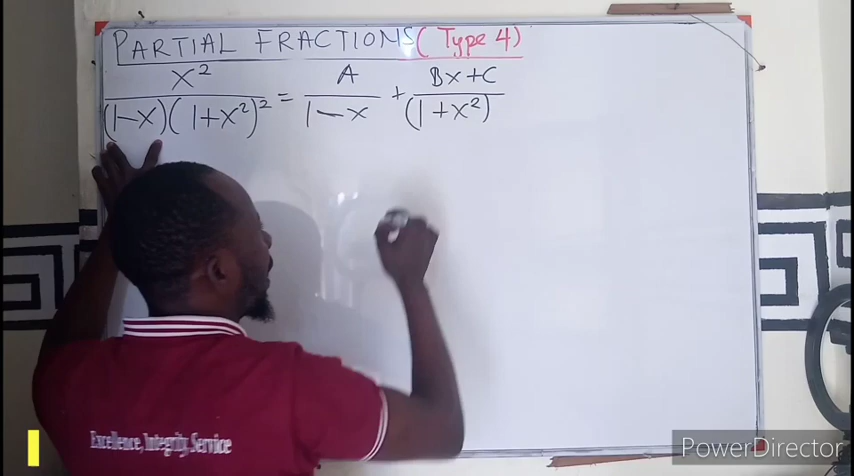 PARTIAL FRACTIONS (Type 4)
x² / (1-x)(1+x²)² = A / 1-x + Bx+C / (1+x²)
Excellence, Integrity, Service
PowerDirector